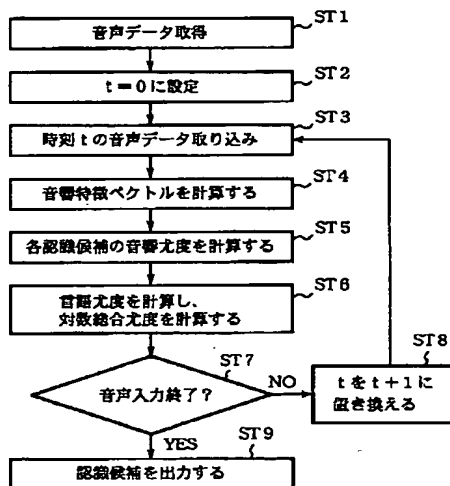 音声データ取得
ST1
t=0に設定
ST2
時刻tの音声データ取り込み
ST3
音響特徴ベクトルを計算する
ST4
各認識候補の音響尤度を計算する
ST5
言語尤度を計算し、
対数総合尤度を計算する
ST6
音声入力終了?
ST7
NO
tをt+1に
置き換える
ST8
YES
認識候補を出力する
ST9